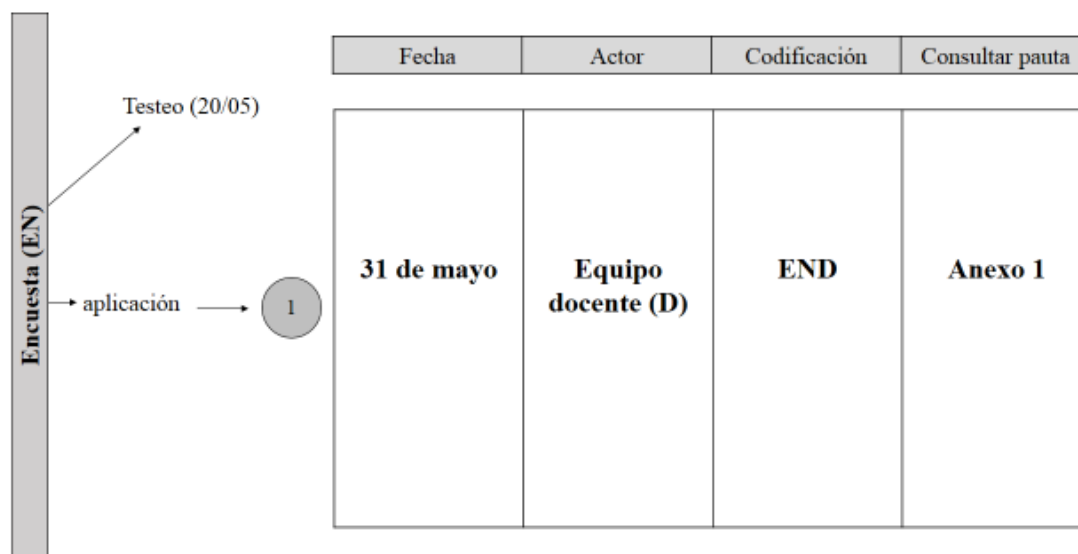 Fecha Actor Codificación Consultar pauta
Testeo (20/05)
Encuesta (EN)
aplicación
1
31 de mayo
Equipo
docente (D)
END
Anexo 1